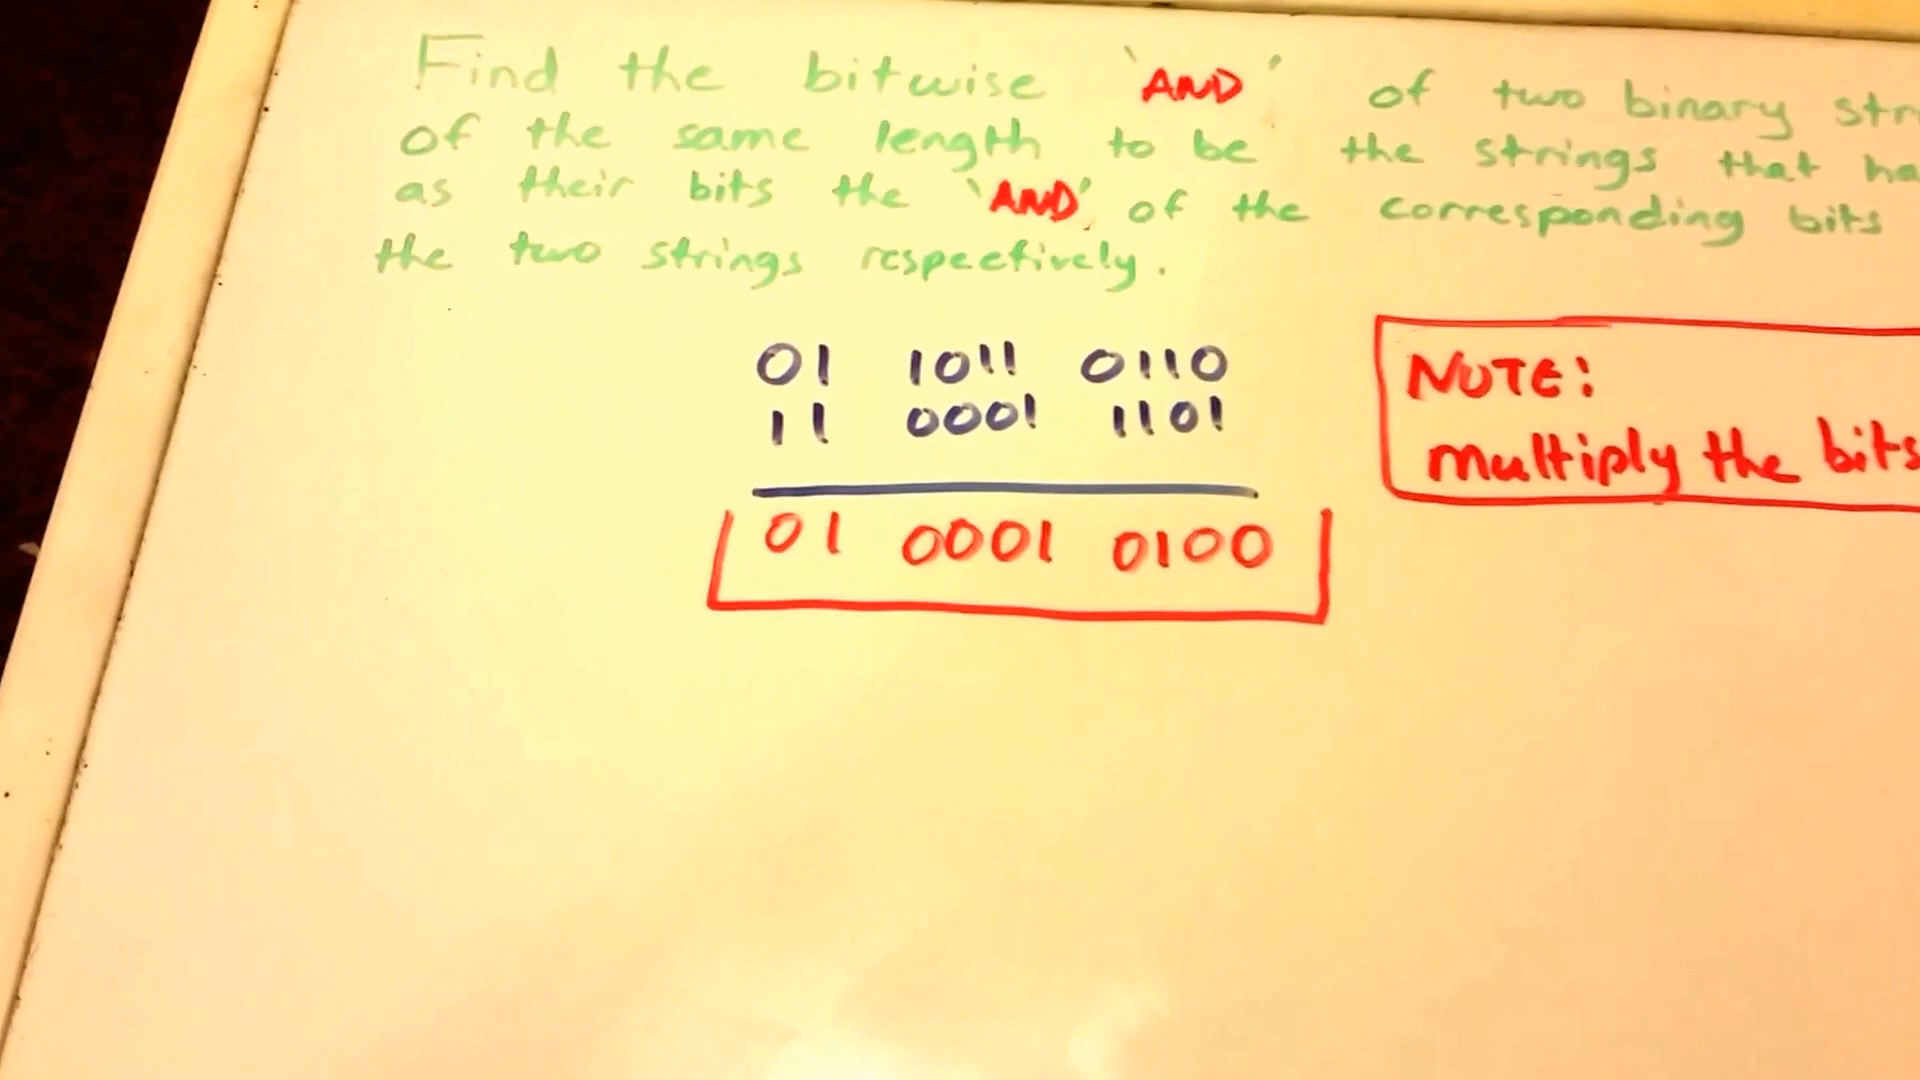 Find the bitwise 'AND' of two binary str
of the same length to be the strings that ha
as their bits the 'AND' of the corresponding bits
the two strings respectively.
01 1011 0110
11 0001 1101
01 0001 0100
NOTE:
multiply the bits